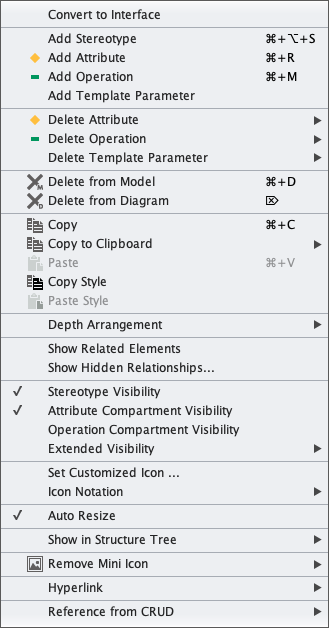 Convert to Interface
Add Stereotype ⌘+⌥+S
Add Attribute ⌘+R
Add Operation ⌘+M
Add Template Parameter
Delete Attribute
Delete Operation
Delete Template Parameter
Delete from Model ⌘+D
Delete from Diagram ⌦
Copy ⌘+C
Copy to Clipboard
Paste ⌘+V
Copy Style
Paste Style
Depth Arrangement
Show Related Elements
Show Hidden Relationships...
✓ Stereotype Visibility
✓ Attribute Compartment Visibility
Operation Compartment Visibility
Extended Visibility
Set Customized Icon ...
Icon Notation
✓ Auto Resize
Show in Structure Tree
Remove Mini Icon
Hyperlink
Reference from CRUD